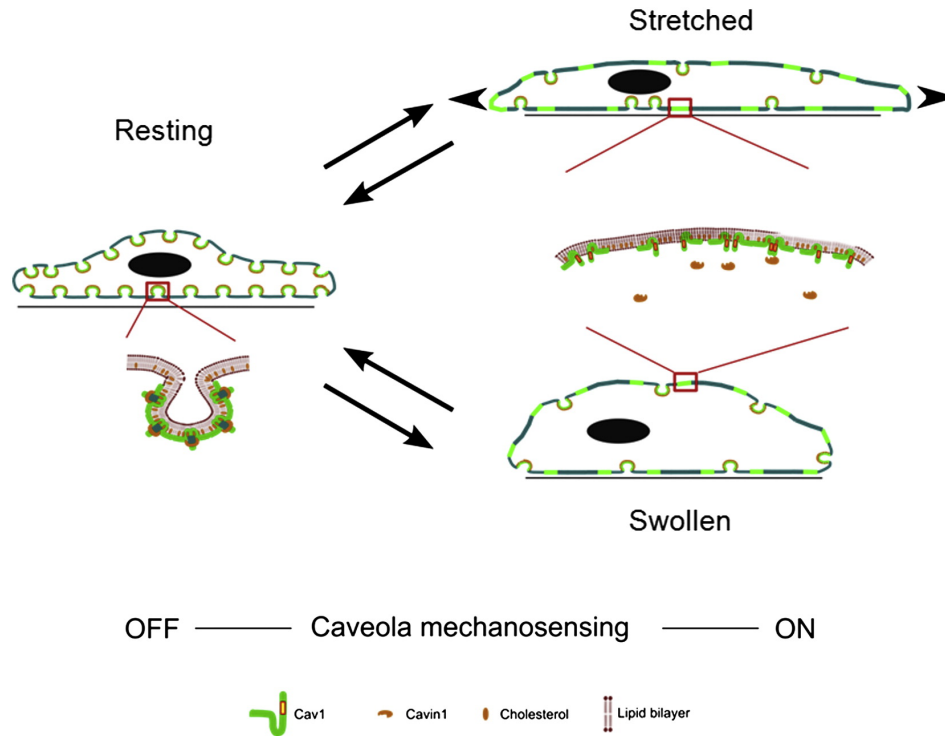 Stretched
Resting
Swollen
OFF Caveola mechanosensing ON
Cav1 Cavin1 Cholesterol Lipid bilayer